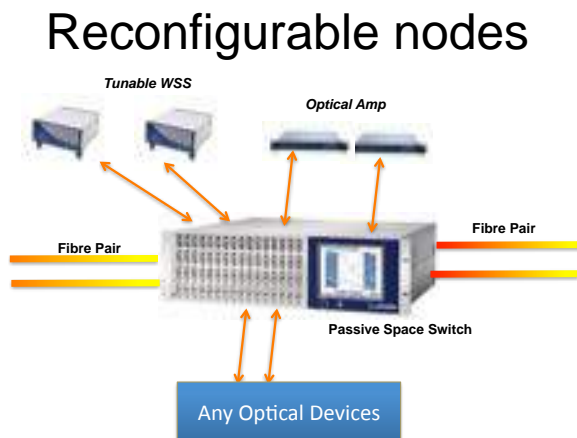 Reconfigurable nodes
Tunable WSS
Optical Amp
Fibre Pair
Fibre Pair
Passive Space Switch
Any Optical Devices